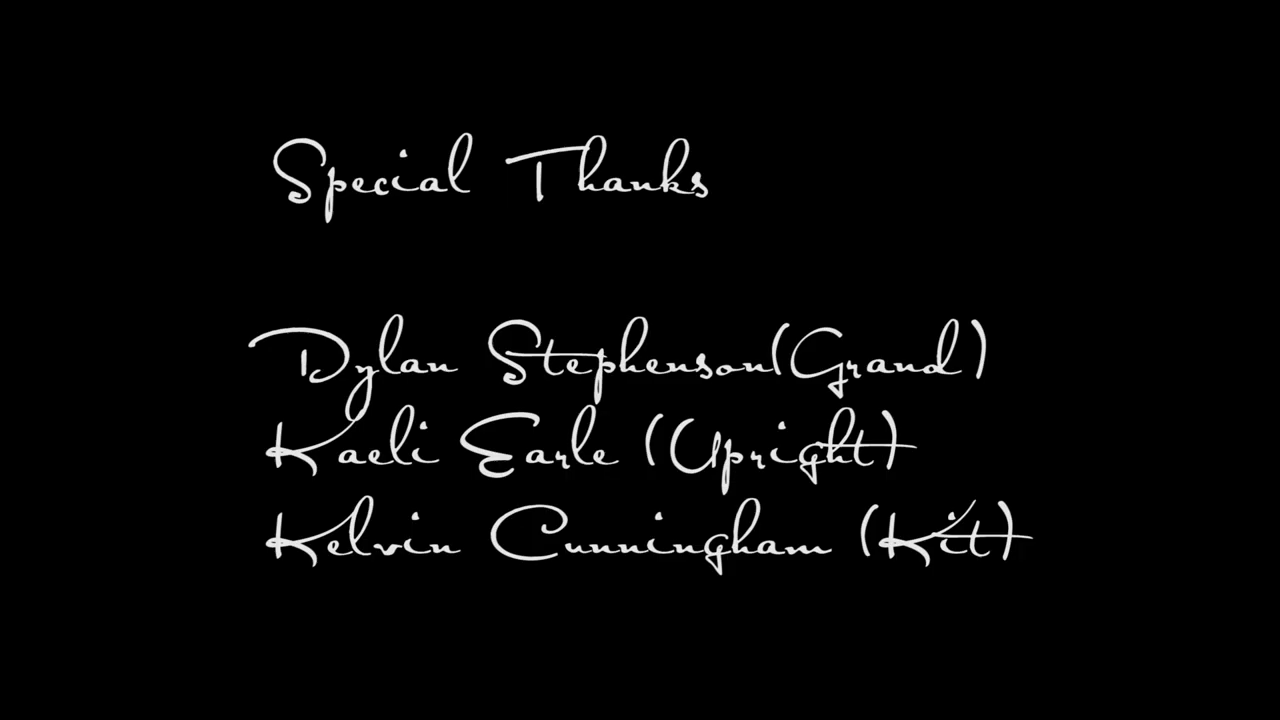 Special Thanks
Dylan Stephenson(Grand)
Kaeli Earle (Upright)
Kelvin Cunningham (Kit)